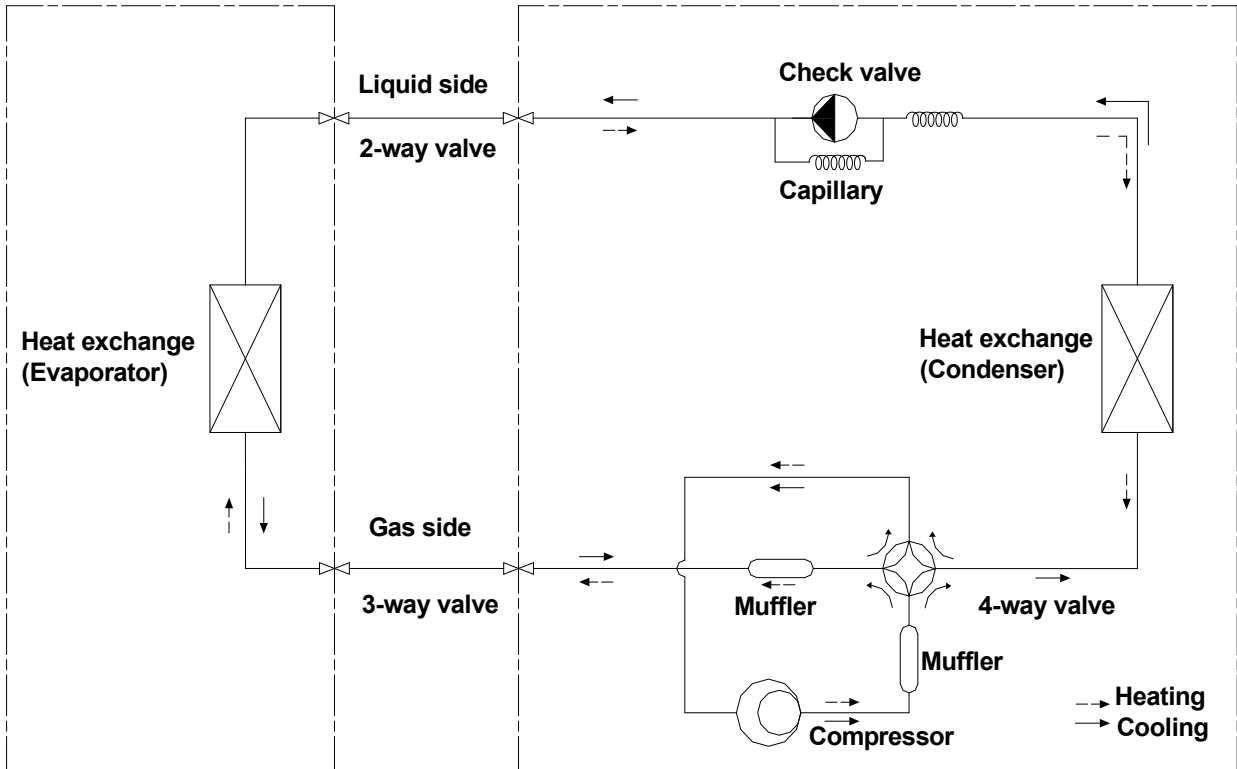 Check valve
Liquid side
2-way valve
Capillary
Heat exchange
(Evaporator)
Heat exchange
(Condenser)
Gas side
3-way valve
Muffler
4-way valve
Muffler
Compressor
Heating
Cooling